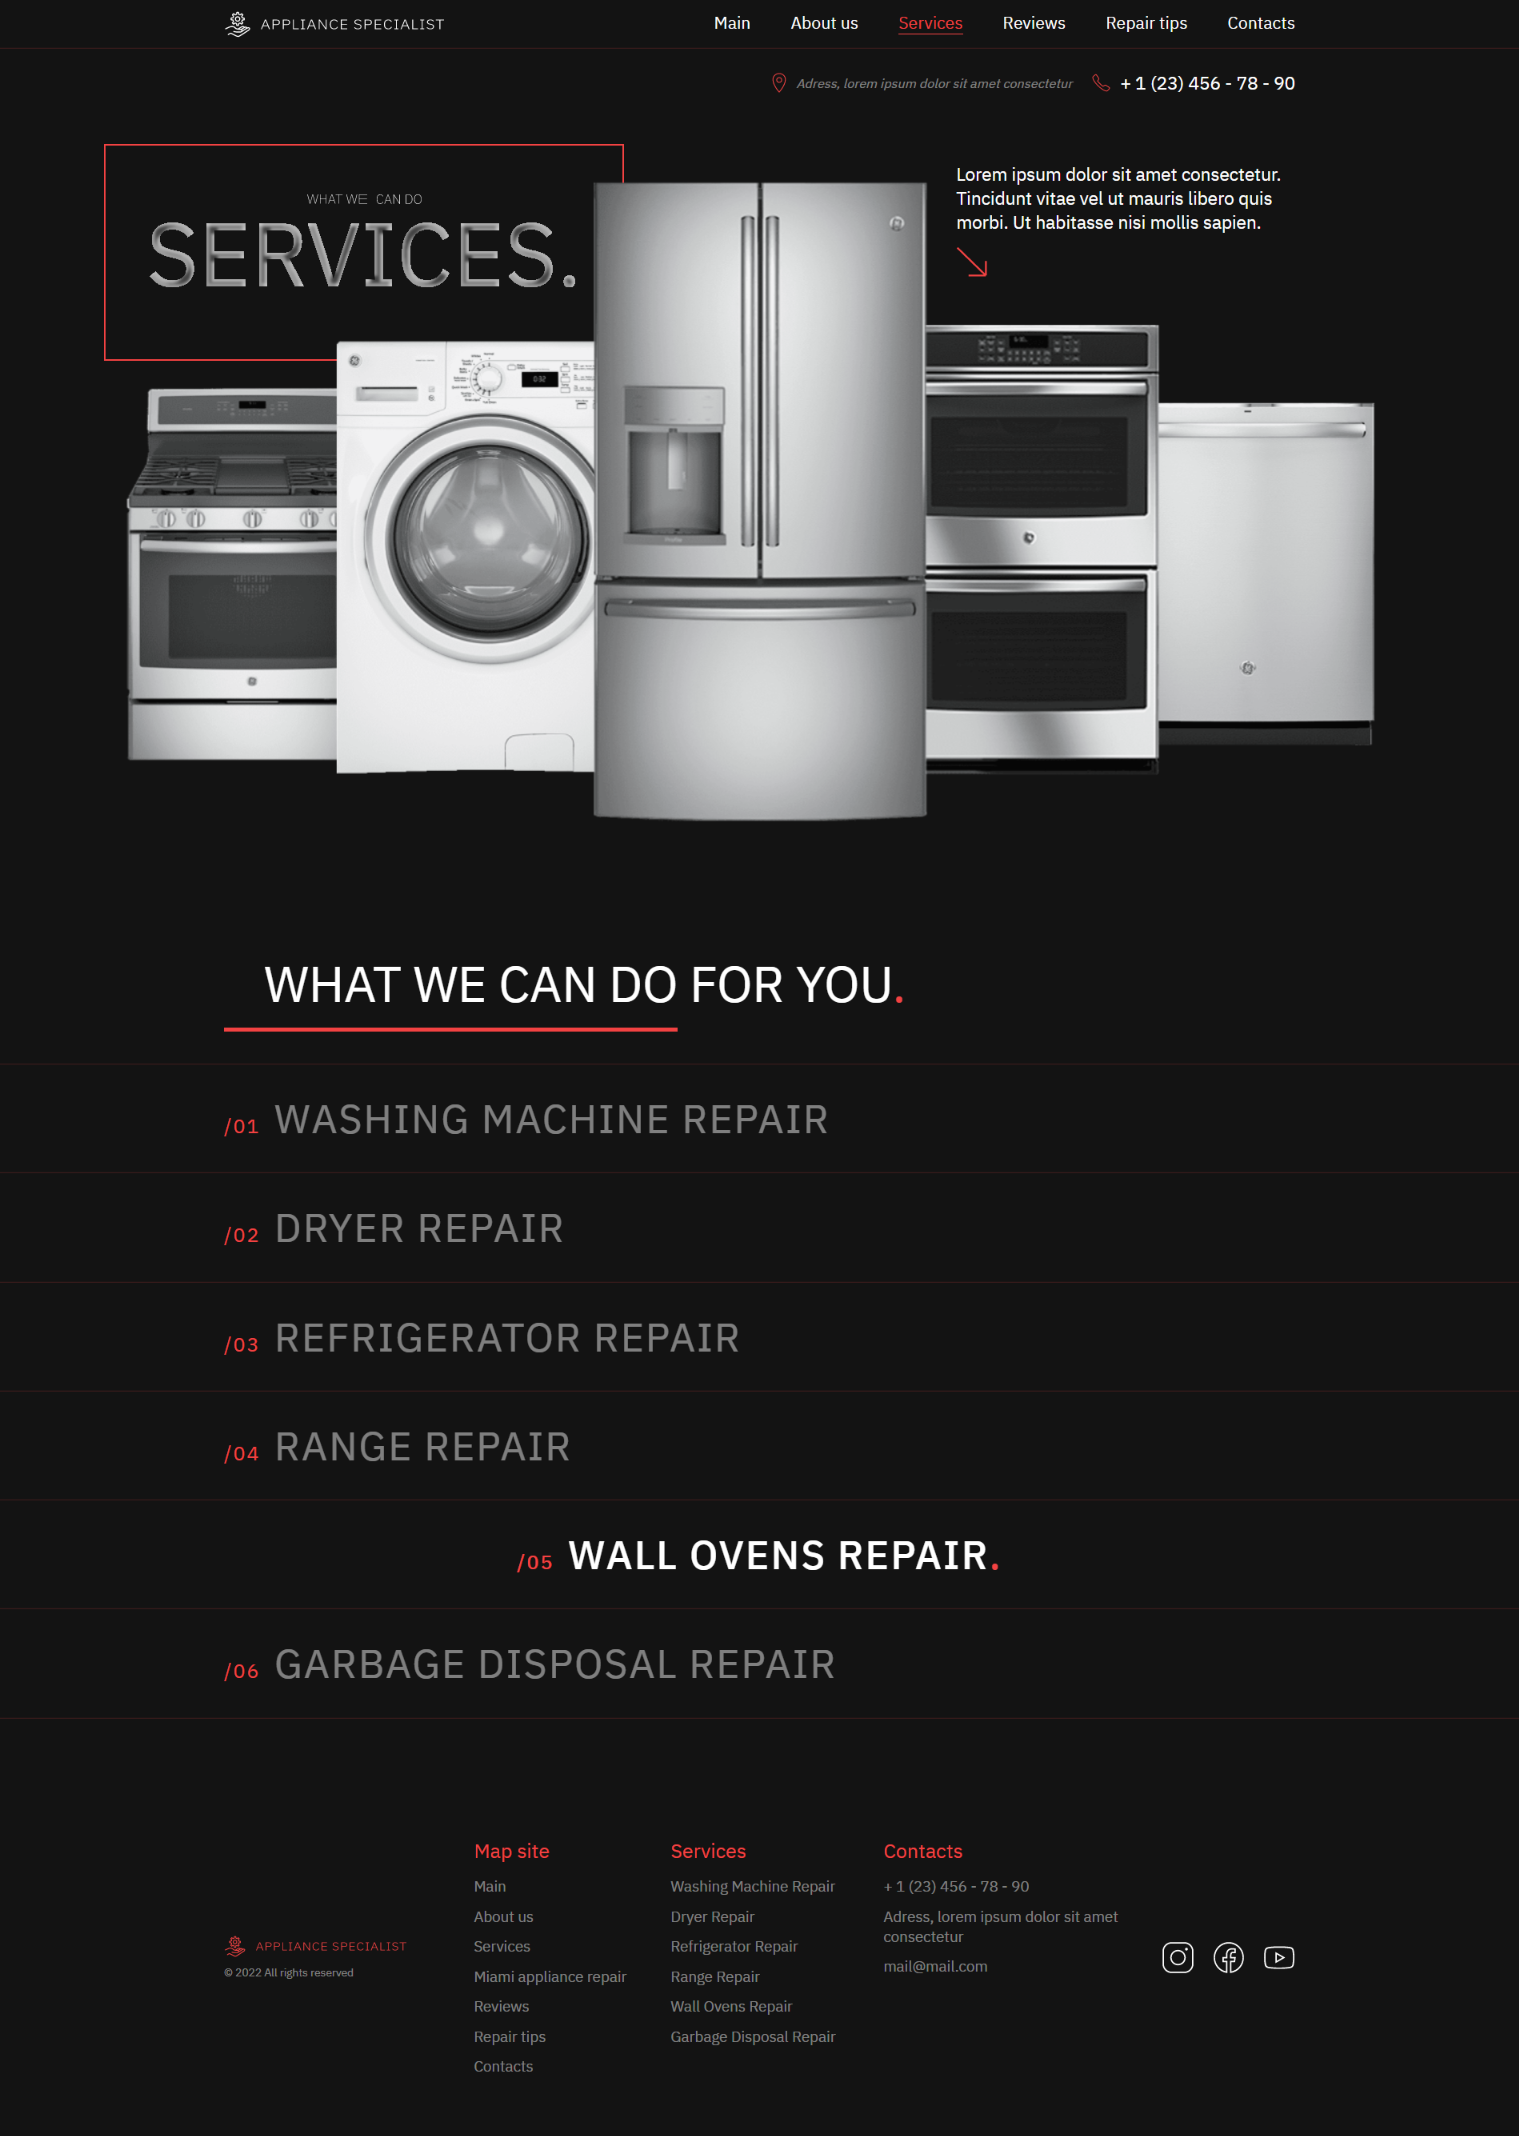 APPLIANCE SPECIALIST
Main
About us
Services
Reviews
Repair tips
Contacts
Adress, lorem ipsum dolor sit amet consectetur
+ 1 (23) 456 - 78 - 90
WHAT WE CAN DO
SERVICES.
Lorem ipsum dolor sit amet consectetur.
Tincidunt vitae vel ut mauris libero quis
morbi. Ut habitasse nisi mollis sapien.
WHAT WE CAN DO FOR YOU.
/01 WASHING MACHINE REPAIR
/02 DRYER REPAIR
/03 REFRIGERATOR REPAIR
/04 RANGE REPAIR
/05 WALL OVENS REPAIR.
/06 GARBAGE DISPOSAL REPAIR
APPLIANCE SPECIALIST
© 2022 All rights reserved
Map site
Main
About us
Services
Miami appliance repair
Reviews
Repair tips
Contacts
Services
Washing Machine Repair
Dryer Repair
Refrigerator Repair
Range Repair
Wall Ovens Repair
Garbage Disposal Repair
Contacts
+ 1 (23) 456 - 78 - 90
Adress, lorem ipsum dolor sit amet
consectetur
mail@mail.com